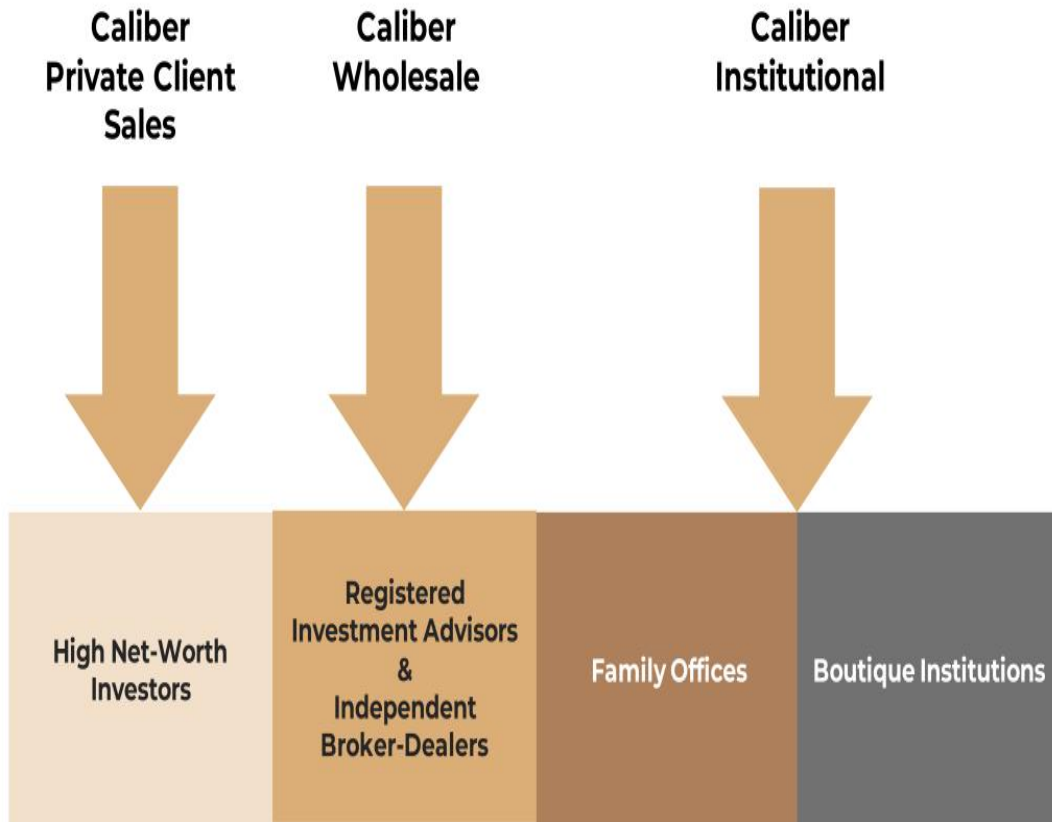 Caliber
Private Client
Sales
Caliber
Wholesale
Caliber
Institutional
High Net-Worth
Investors
Registered
Investment Advisors
&
Independent
Broker-Dealers
Family Offices
Boutique Institutions